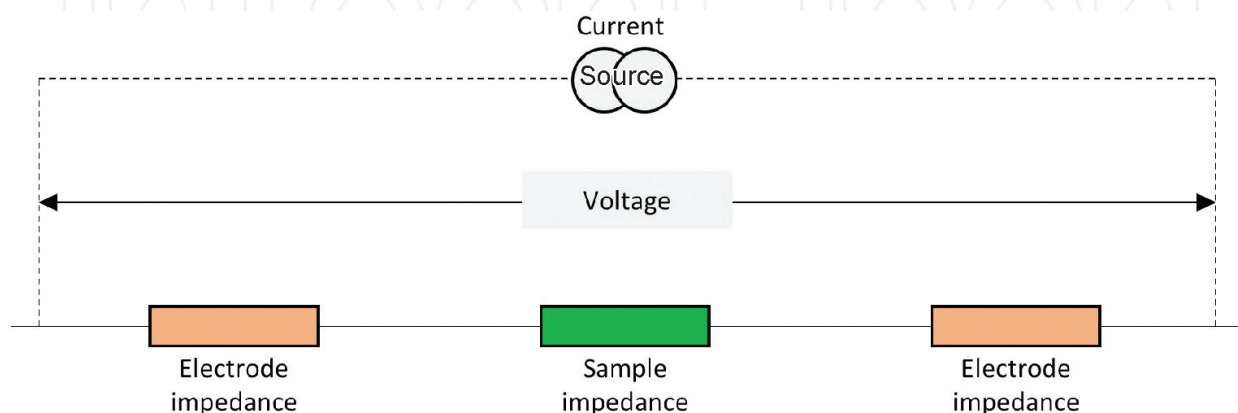 Current
Source
Voltage
Electrode
impedance
Sample
impedance
Electrode
impedance